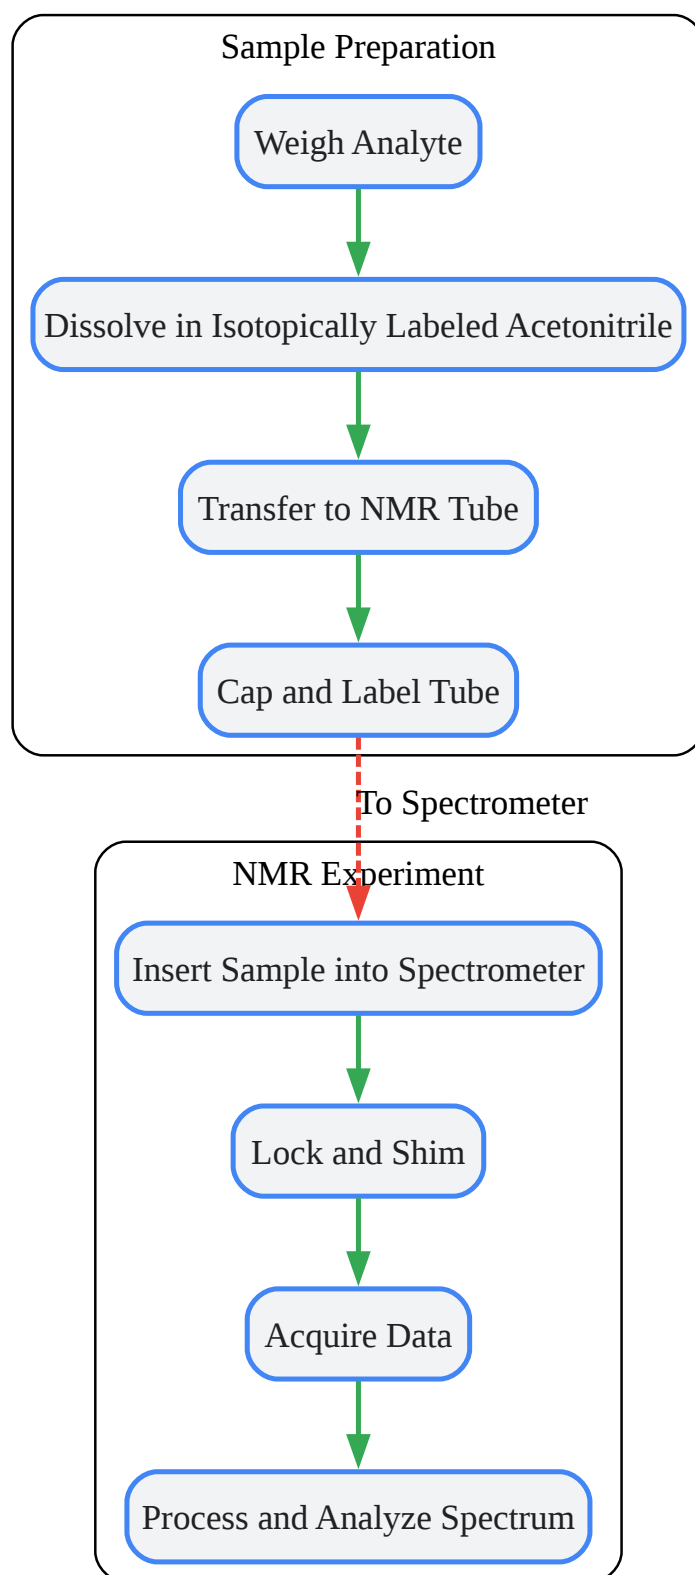 Sample Preparation
Weigh Analyte
Dissolve in Isotopically Labeled Acetonitrile
Transfer to NMR Tube
Cap and Label Tube
To Spectrometer
NMR Experiment
Insert Sample into Spectrometer
Lock and Shim
Acquire Data
Process and Analyze Spectrum